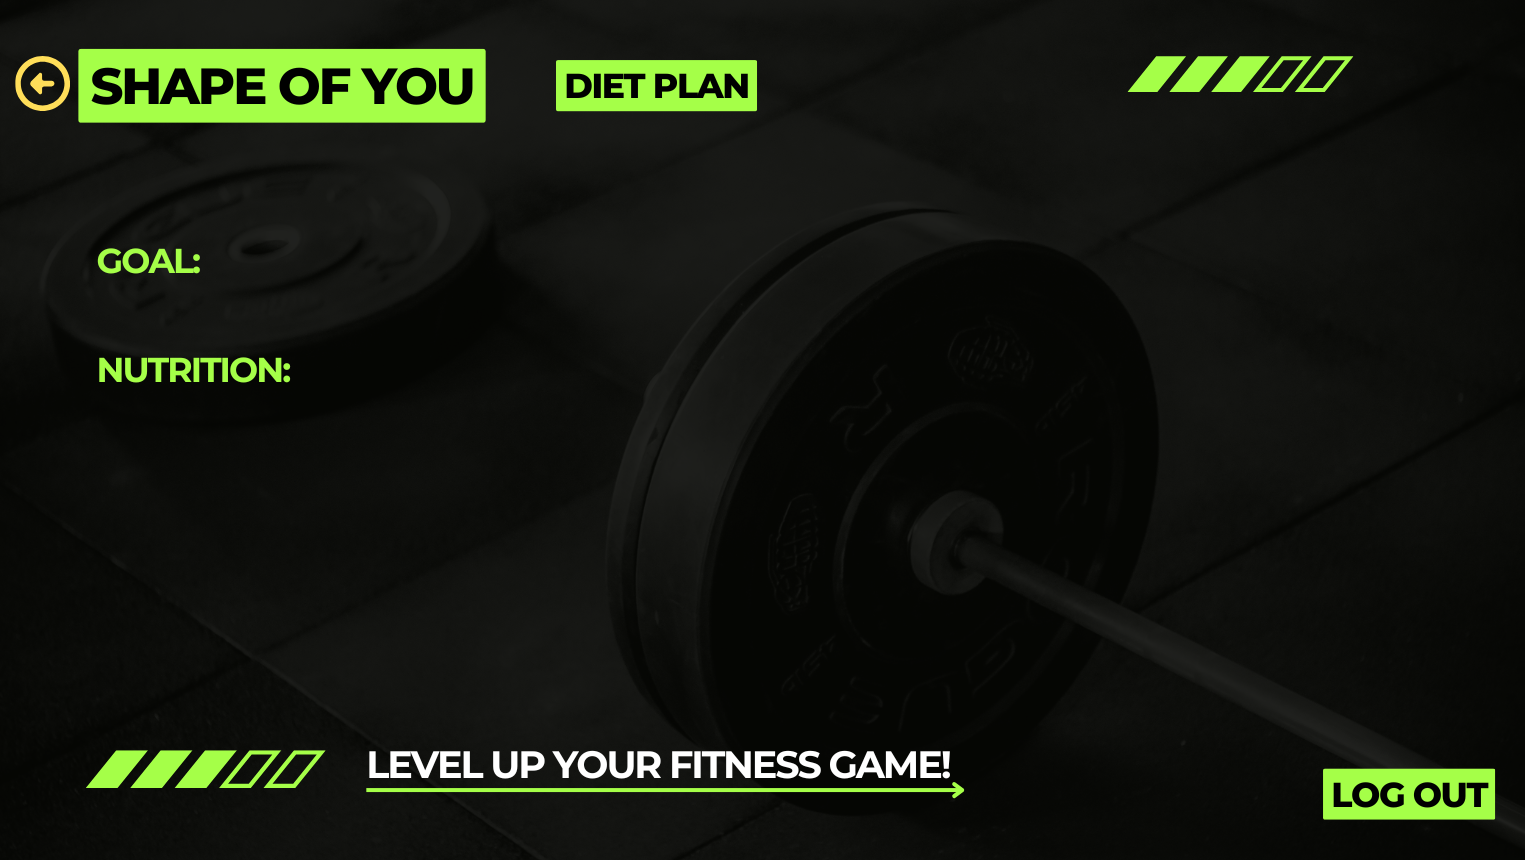 SHAPE OF YOU
DIET PLAN
GOAL:
NUTRITION:
LEVEL UP YOUR FITNESS GAME!
LOG OUT